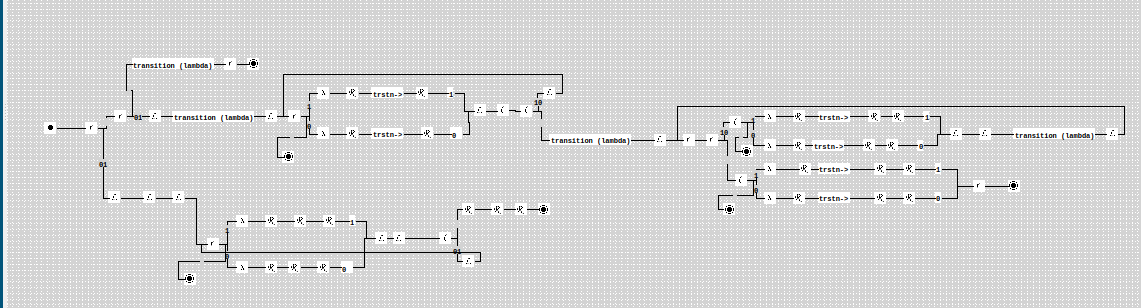 transition (lambda) r
λ ℛ trstn-> ℛ 1 ℒ
1 10
r 01 ℒ transition (lambda) ℒ r ℒ ( (
λ ℛ trstn-> ℛ ℛ 1
( 1
r
0 λ ℛ trstn-> ℛ 0
10 0 ℒ ℒ transition (lambda) ℒ
transition (lambda) ℒ r r
λ ℛ trstn-> ℛ ℛ 0
01
λ ℛ trstn-> ℛ ℛ 1
( 1
r
0
ℒ ℒ ℒ
λ ℛ trstn-> ℛ ℛ 0
ℛ ℛ ℛ
λ ℛ ℛ ℛ 1
1
r ℒ ℒ (
0 01
ℒ
λ ℛ ℛ ℛ 0